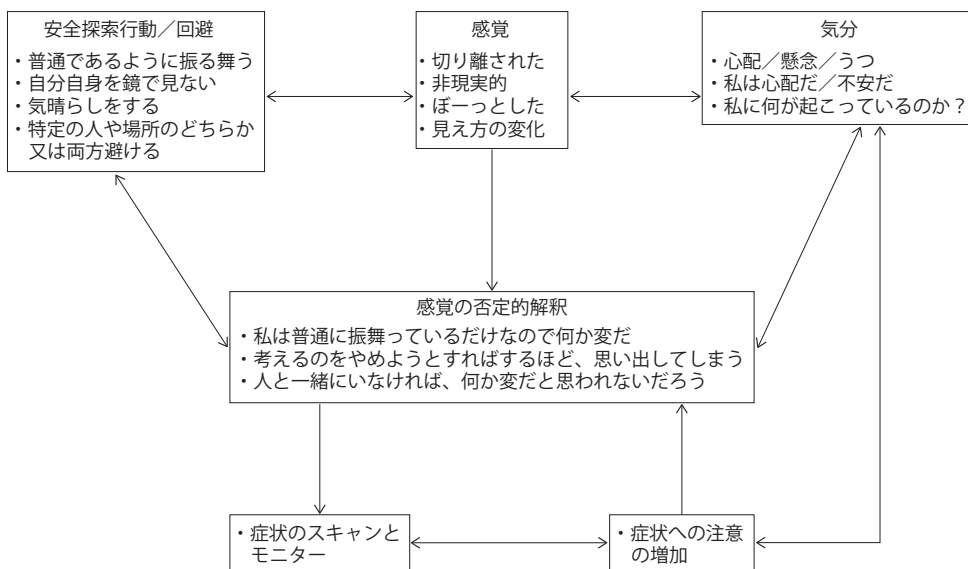 安全探索行動／回避
・普通であるように振る舞う
・自分自身を鏡で見ない
・気晴らしをする
・特定の人や場所のどちらか
又は両方避ける
感覚
・切り離された
・非現実的
・ぼーっとした
・見え方の変化
気分
・心配／懸念／うつ
・私は心配だ／不安だ
・私に何が起こっているのか？
感覚の否定的解釈
・私は普通に振舞っているだけなので何か変だ
・考えるのをやめようとすればするほど、思い出してしまう
・人と一緒にいなければ、何か変だと思われないだろう
・症状のスキャンと
モニター
・症状への注意
の増加